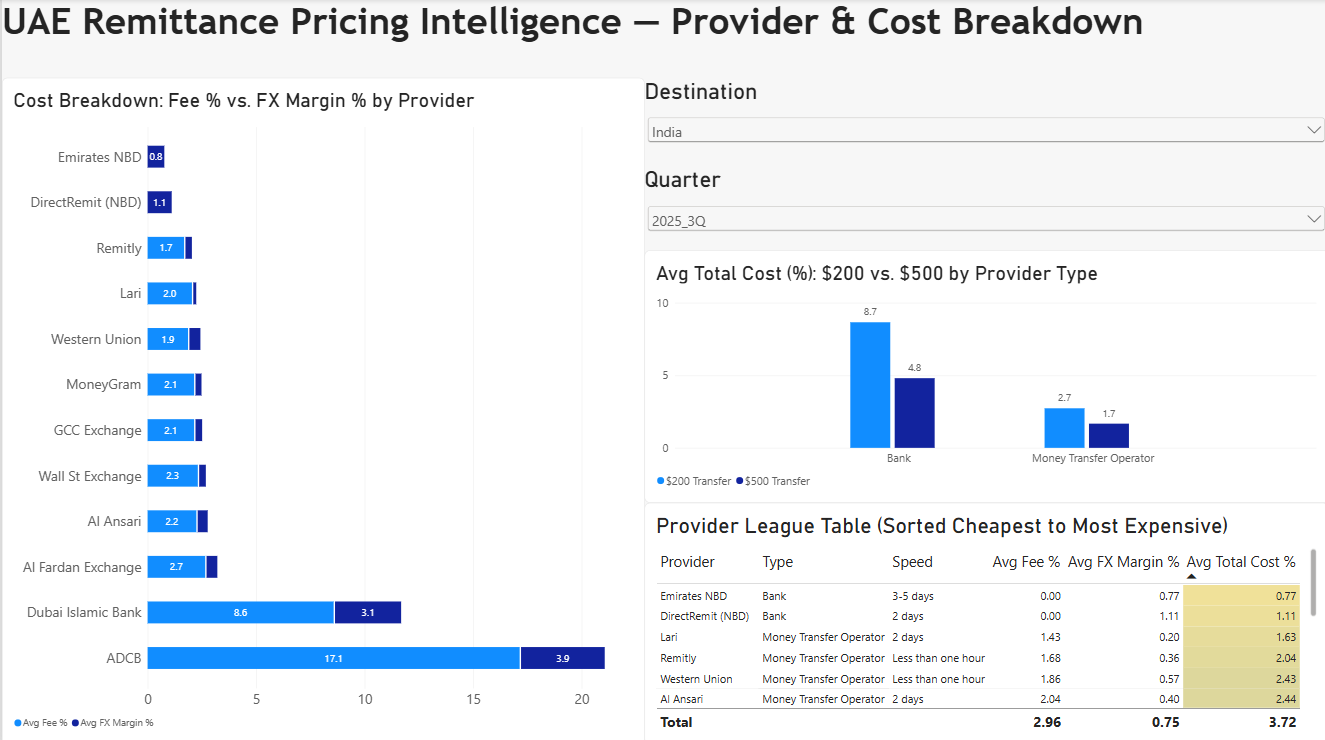 UAE Remittance Pricing Intelligence — Provider & Cost Breakdown
Cost Breakdown: Fee % vs. FX Margin % by Provider
Emirates NBD 0.8
DirectRemit (NBD) 1.1
Remitly 1.7
Lari 2.0
Western Union 1.9
MoneyGram 2.1
GCC Exchange 2.1
Wall St Exchange 2.3
Al Ansari 2.2
Al Fardan Exchange 2.7
Dubai Islamic Bank 8.6 3.1
ADCB 17.1 3.9
0 5 10 15 20
Avg Fee % Avg FX Margin %
Destination
India
Quarter
2025_3Q
Avg Total Cost (%): $200 vs. $500 by Provider Type
10
8.7
5
4.8
2.7
1.7
0
Bank Money Transfer Operator
$200 Transfer $500 Transfer
Provider League Table (Sorted Cheapest to Most Expensive)
Provider Type Speed Avg Fee % Avg FX Margin % Avg Total Cost %
Emirates NBD Bank 3-5 days 0.00 0.77 0.77
DirectRemit (NBD) Bank 2 days 0.00 1.11 1.11
Lari Money Transfer Operator 2 days 1.43 0.20 1.63
Remitly Money Transfer Operator Less than one hour 1.68 0.36 2.04
Western Union Money Transfer Operator Less than one hour 1.86 0.57 2.43
Al Ansari Money Transfer Operator 2 days 2.04 0.40 2.44
Total 2.96 0.75 3.72